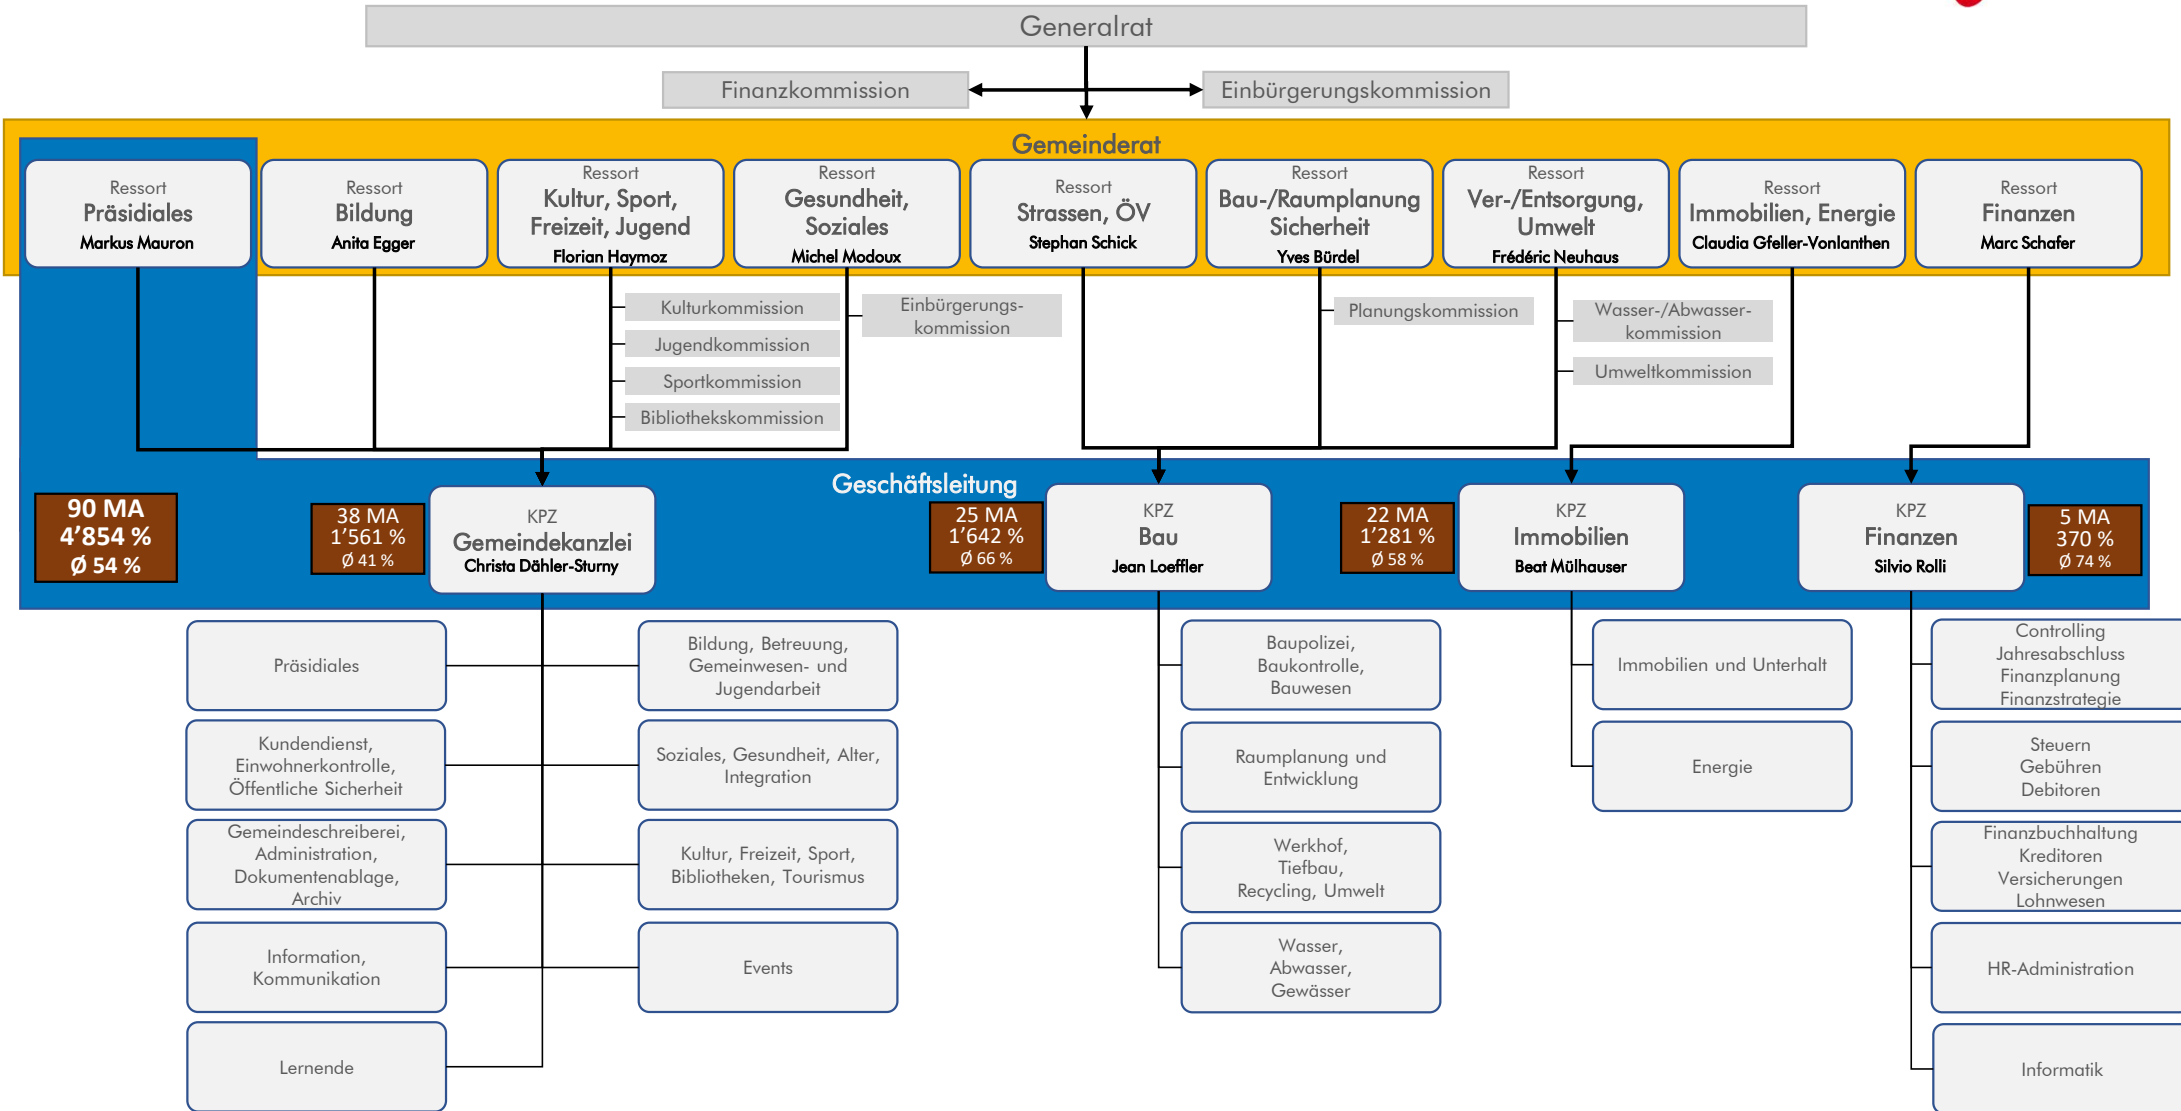 Generalrat
Finanzkommission
Einbürgerungskommission
Gemeinderat
Ressort
Präsidiales
Markus Mauron
Ressort
Bildung
Anita Egger
Ressort
Kultur, Sport,
Freizeit, Jugend
Florian Haymoz
Ressort
Gesundheit,
Soziales
Michel Modoux
Ressort
Strassen, ÖV
Stephan Schick
Ressort
Bau-/Raumplanung
Sicherheit
Yves Bürdel
Ressort
Ver-/Entsorgung,
Umwelt
Frédéric Neuhaus
Ressort
Immobilien, Energie
Claudia Gfeller-Vonlanthen
Ressort
Finanzen
Marc Schafer
Kulturkommission
Jugendkommission
Sportkommission
Bibliothekskommission
Einbürgerungs-
kommission
Planungskommission
Wasser-/Abwasser-
kommission
Umweltkommission
Geschäftsleitung
90 MA
4’854 %
Ø 54 %
38 MA
1’561 %
Ø 41 %
KPZ
Gemeindekanzlei
Christa Dähler-Sturny
25 MA
1’642 %
Ø 66 %
KPZ
Bau
Jean Loeffler
22 MA
1’281 %
Ø 58 %
KPZ
Immobilien
Beat Mülhauser
KPZ
Finanzen
Silvio Rolli
5 MA
370 %
Ø 74 %
Präsidiales
Kundendienst,
Einwohnerkontrolle,
Öffentliche Sicherheit
Gemeindeschreiberei,
Administration,
Dokumentenablage,
Archiv
Information,
Kommunikation
Lernende
Bildung, Betreuung,
Gemeinwesen- und
Jugendarbeit
Soziales, Gesundheit, Alter,
Integration
Kultur, Freizeit, Sport,
Bibliotheken, Tourismus
Events
Baupolizei,
Baukontrolle,
Bauwesen
Raumplanung und
Entwicklung
Werkhof,
Tiefbau,
Recycling, Umwelt
Wasser,
Abwasser,
Gewässer
Immobilien und Unterhalt
Energie
Controlling
Jahresabschluss
Finanzplanung
Finanzstrategie
Steuern
Gebühren
Debitoren
Finanzbuchhaltung
Kreditoren
Versicherungen
Lohnwesen
HR-Administration
Informatik